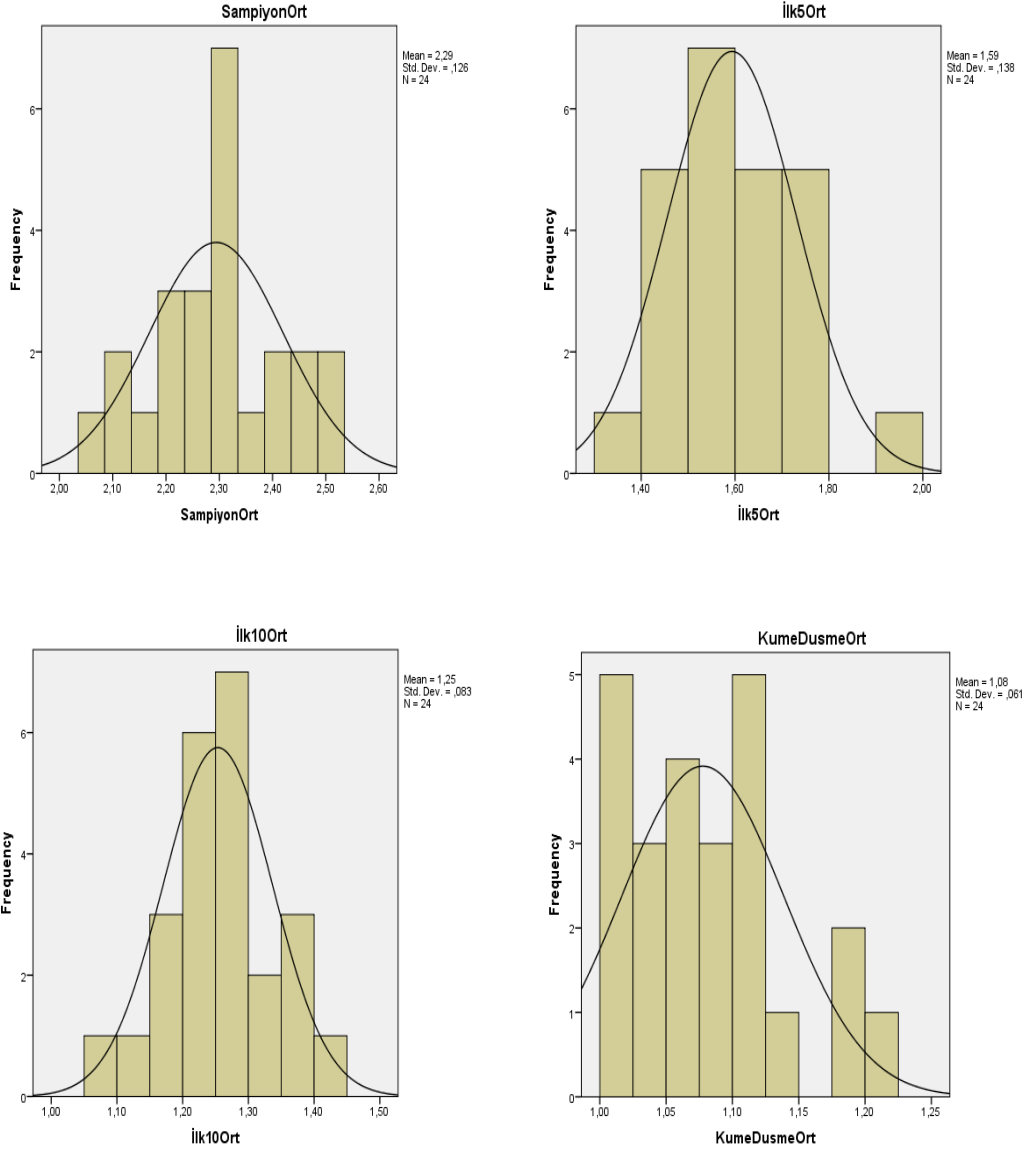 SampiyonOrt
Mean = 2,29
Std. Dev. = ,126
N = 24
Frequency
6
4
2
0
2,00 2,10 2,20 2,30 2,40 2,50 2,60
SampiyonOrt
İlk5Ort
Mean = 1,59
Std. Dev. = ,138
N = 24
Frequency
6
4
2
0
1,40 1,60 1,80 2,00
İlk5Ort
İlk10Ort
Mean = 1,25
Std. Dev. = ,083
N = 24
Frequency
6
4
2
0
1,00 1,10 1,20 1,30 1,40 1,50
İlk10Ort
KumeDusmeOrt
Mean = 1,08
Std. Dev. = ,061
N = 24
Frequency
5
4
3
2
1
0
1,00 1,05 1,10 1,15 1,20 1,25
KumeDusmeOrt